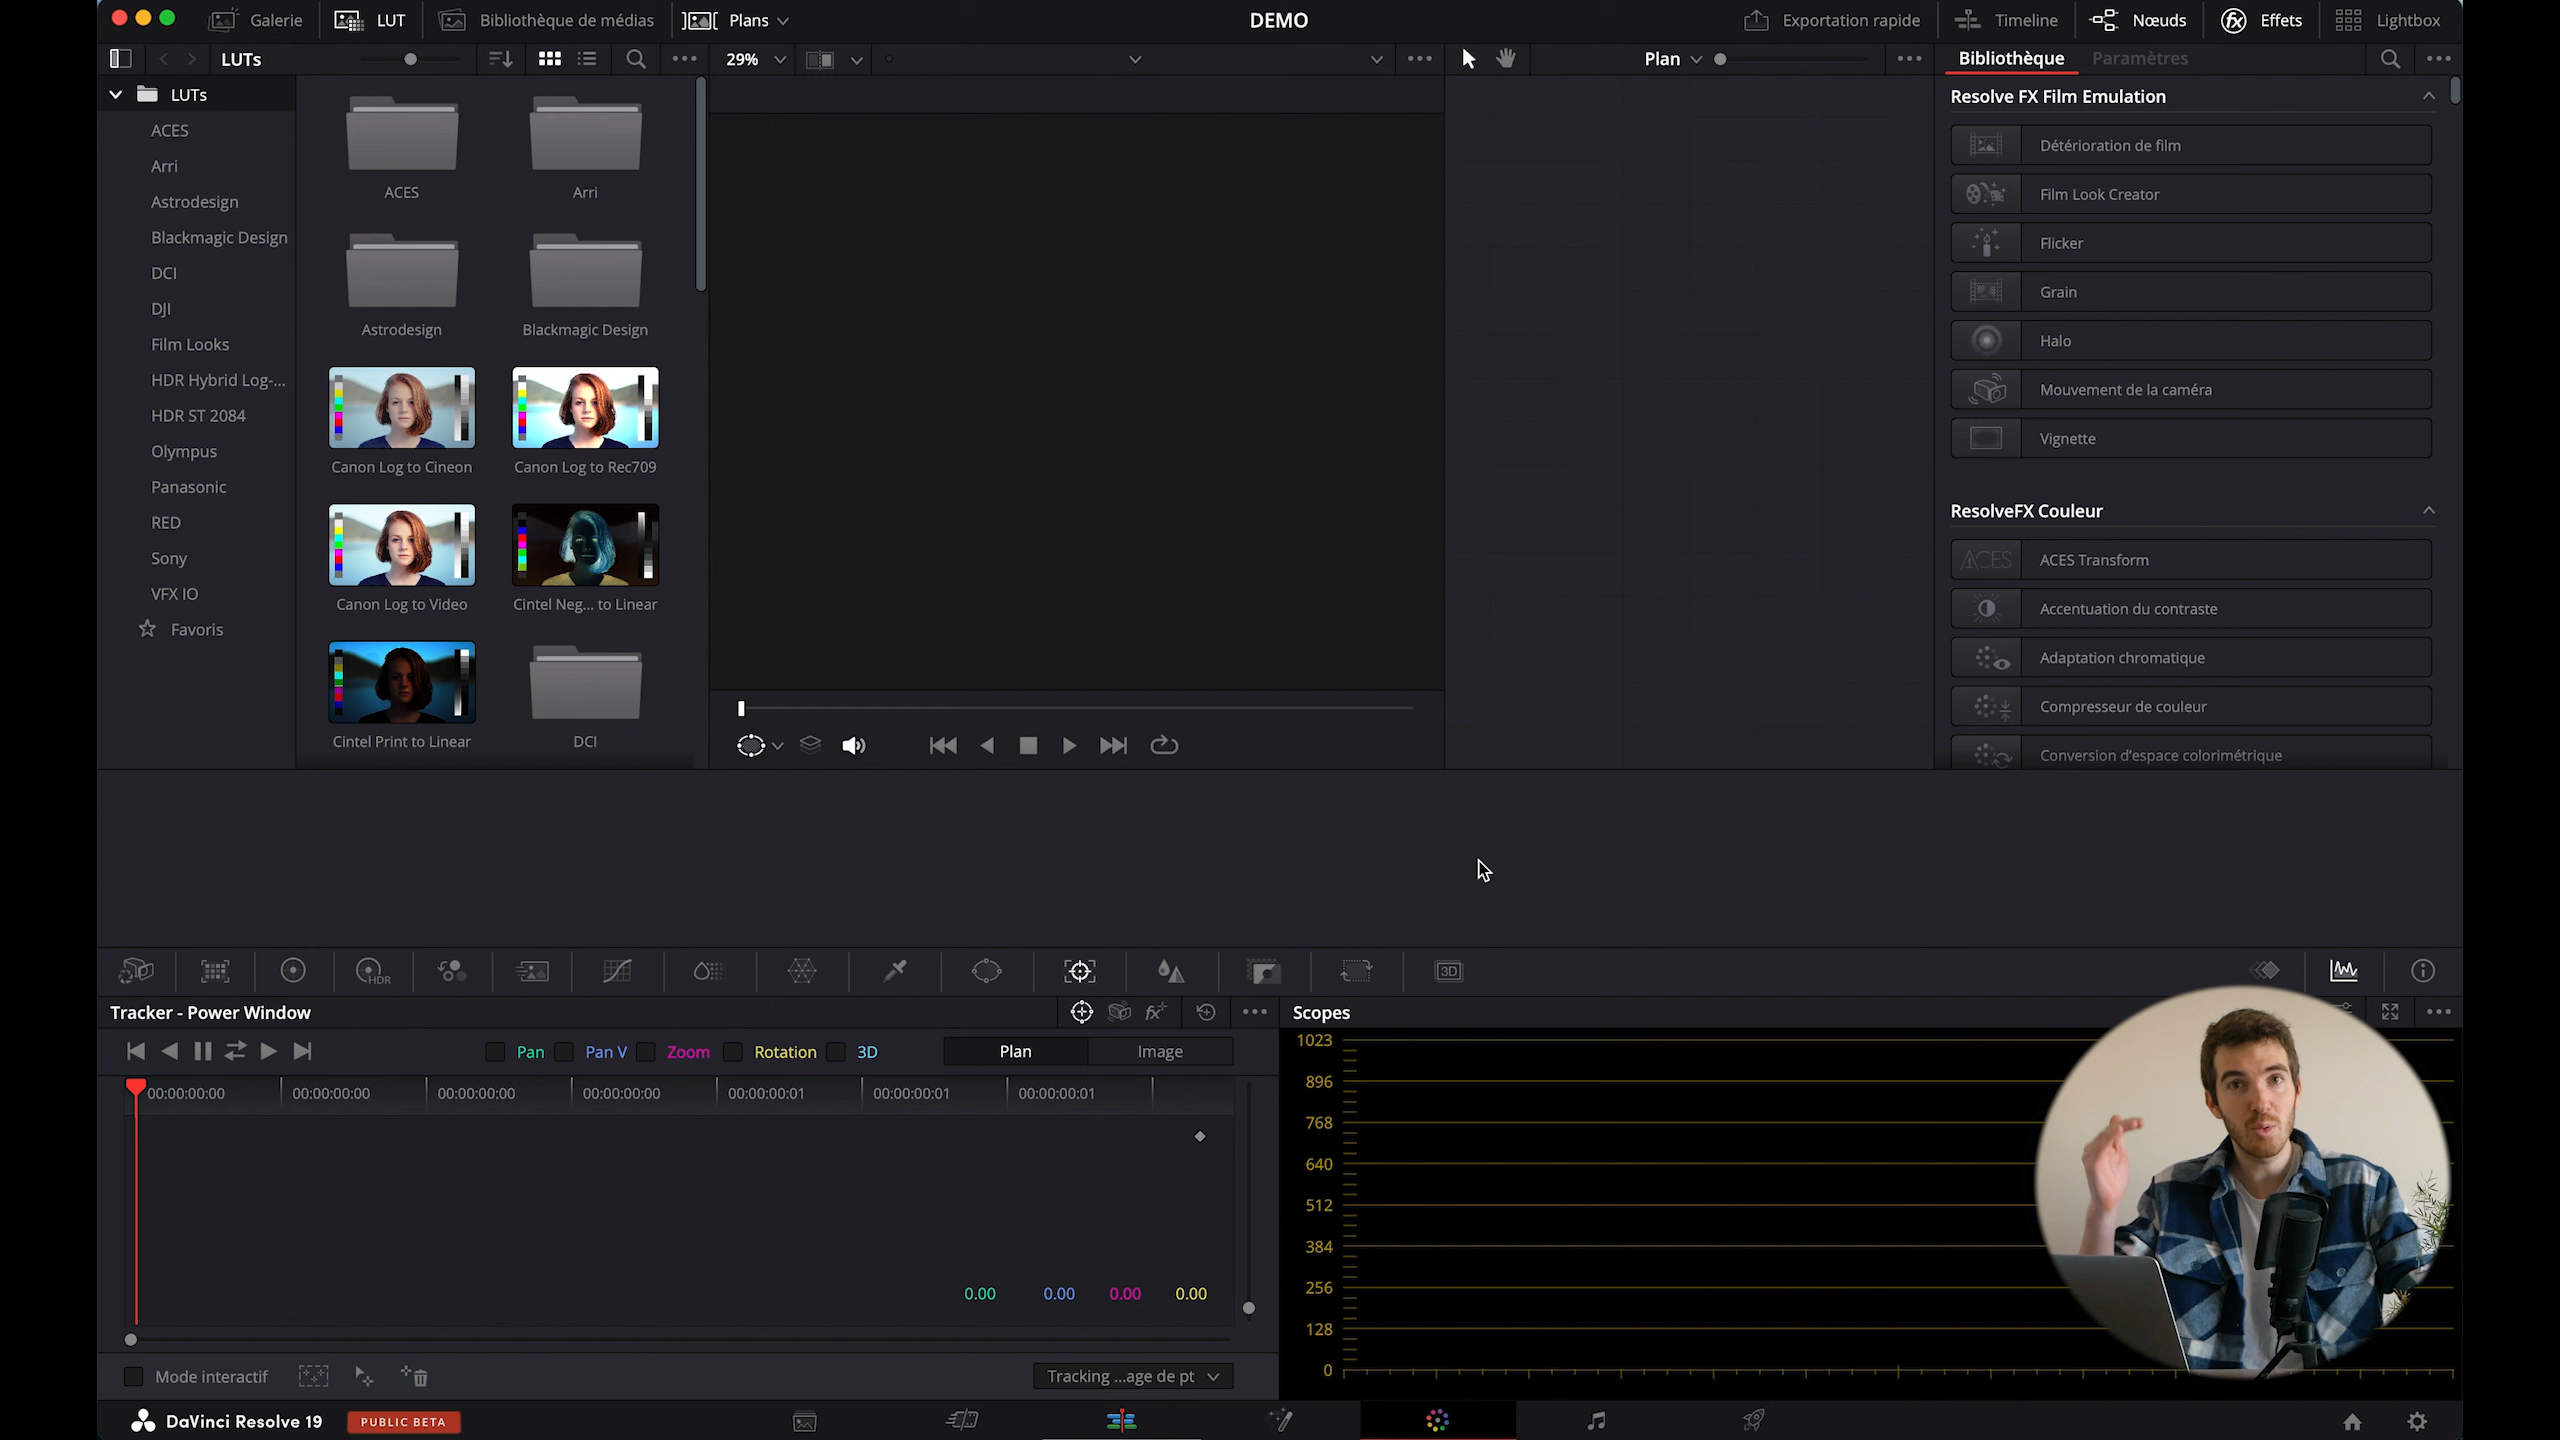 Galerie
LUT
Bibliothèque de médias
Plans
DEMO
Exportation rapide
Timeline
Nœuds
Effets
Lightbox
LUTs
29%
Plan
Bibliothèque
Paramètres
LUTs
ACES
Arri
Astrodesign
Blackmagic Design
DCI
DJI
Film Looks
HDR Hybrid Log-...
HDR ST 2084
Olympus
Panasonic
RED
Sony
VFX IO
Favoris
ACES
Arri
Astrodesign
Blackmagic Design
Canon Log to Cineon
Canon Log to Rec709
Canon Log to Video
Cintel Neg... to Linear
Cintel Print to Linear
DCI
Resolve FX Film Emulation
Détérioration de film
Film Look Creator
Flicker
Grain
Halo
Mouvement de la caméra
Vignette
ResolveFX Couleur
ACES
ACES Transform
Accentuation du contraste
Adaptation chromatique
Compresseur de couleur
Conversion d'espace colorimétrique
HDR
3D
Tracker - Power Window
fx
Pan
Pan V
Zoom
Rotation
3D
Plan
Image
00:00:00:00
00:00:00:00
00:00:00:00
00:00:00:00
00:00:00:01
00:00:00:01
00:00:00:01
0.00
0.00
0.00
0.00
Mode interactif
Tracking ...age de pt
Scopes
1023
896
768
640
512
384
256
128
0
DaVinci Resolve 19
PUBLIC BETA